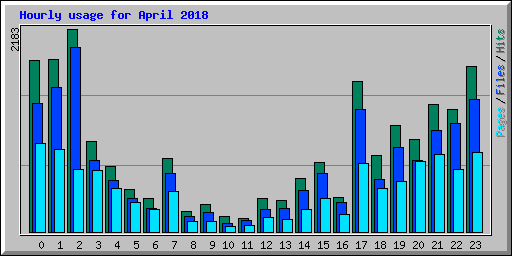 Hourly usage for April 2018
2183
Pages / Files / Hits
0 1 2 3 4 5 6 7 8 9 10 11 12 13 14 15 16 17 18 19 20 21 22 23